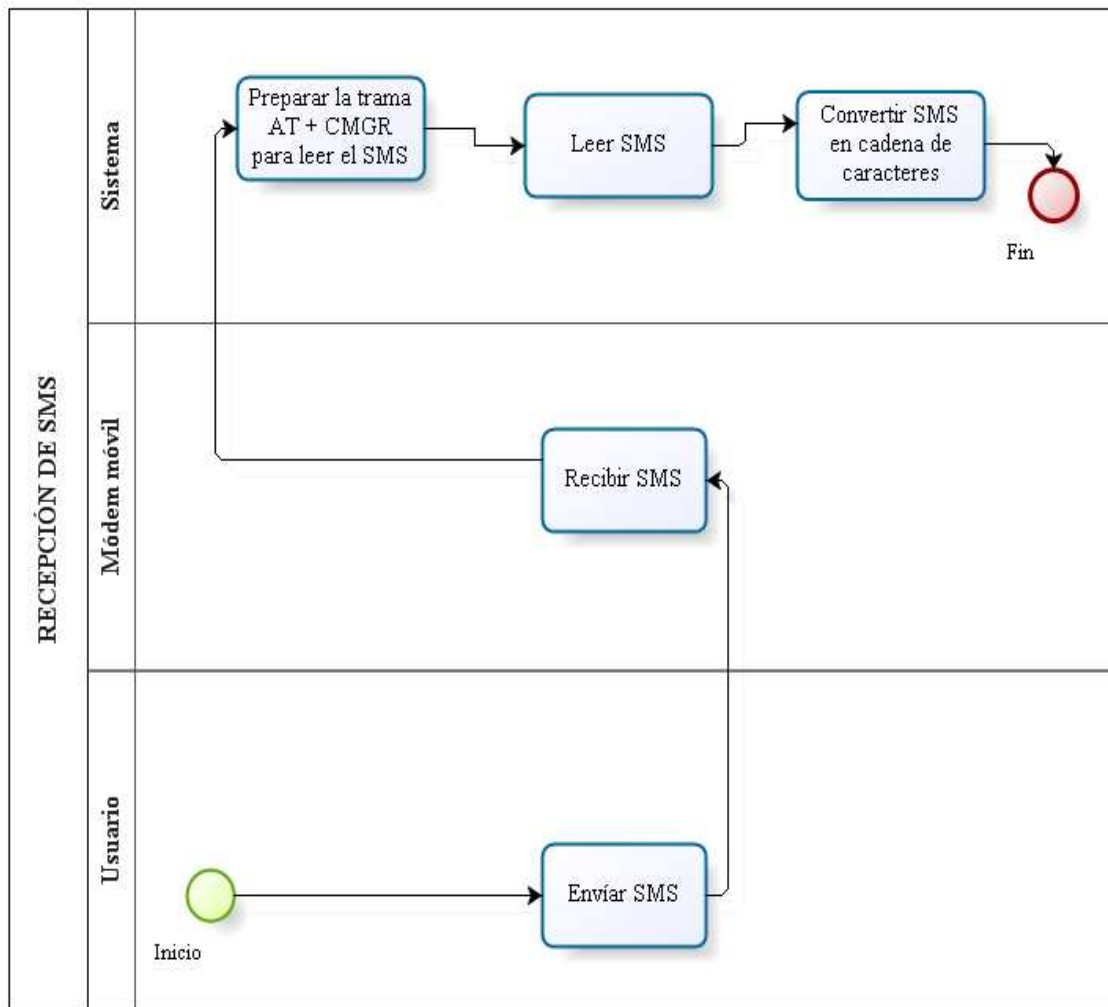 RECEPCIÓN DE SMS
Sistema
Preparar la trama
AT + CMGR
para leer el SMS
Leer SMS
Convertir SMS
en cadena de
caracteres
Fin
Módem móvil
Recibir SMS
Usuario
Envíar SMS
Inicio